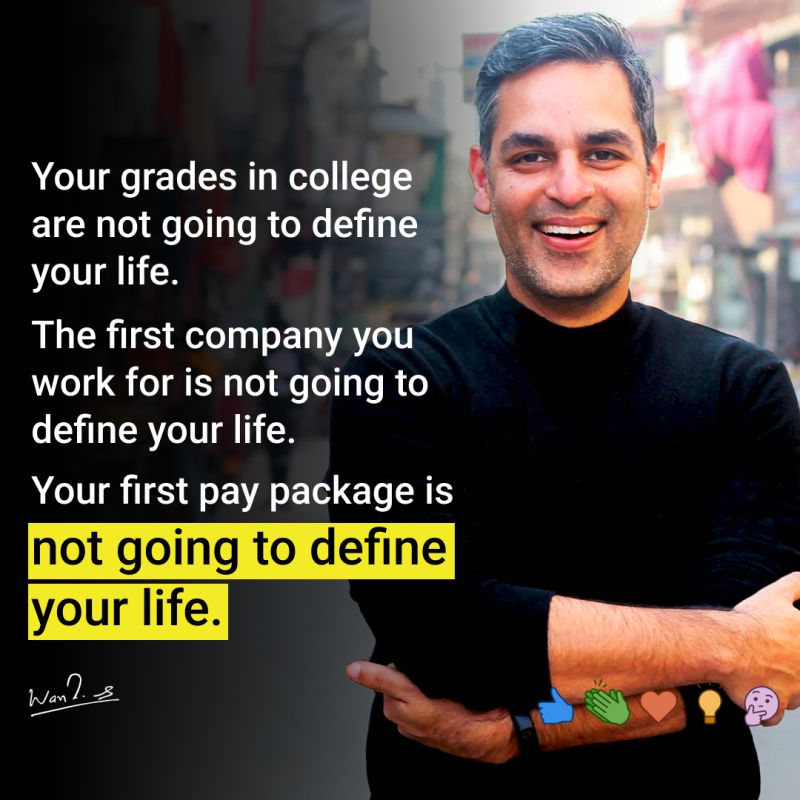 Your grades in college
are not going to define
your life.
The first company you
work for is not going to
define your life.
Your first pay package is
not going to define
your life.